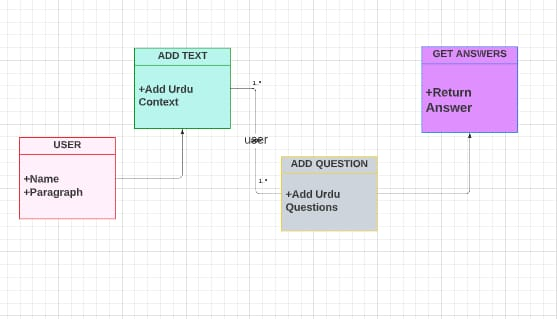 ADD TEXT
+Add Urdu
Context
GET ANSWERS
+Return
Answer
1..*
user
USER
+Name
+Paragraph
1..*
ADD QUESTION
+Add Urdu
Questions